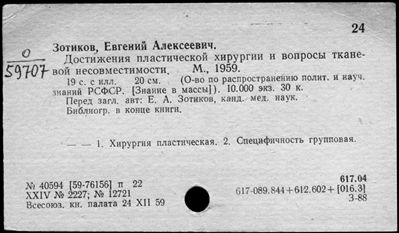 24
Зотиков, Евгений Алексеевич.
О
59707
Достижения пластической хирургии и вопросы ткане-
вой несовместимости. М., 1959.
19 с. с илл. 20 см. (О-во по распространению полит. и науч.
знаний РСФСР. [Знание в массы]). 10.000 экз. 30 к.
Перед загл. авт: Е. А. Зотиков, канд. мед. наук.
Библиогр. в конце книги.
— — 1. Хирургия пластическая. 2. Специфичность групповая.
№ 40594 [59-76156] п 22
XXIV № 2227; № 12721
Всесоюз. кн. палата 24 XII 59
617.04
617-089.844+612.602+[016.3]
З-88